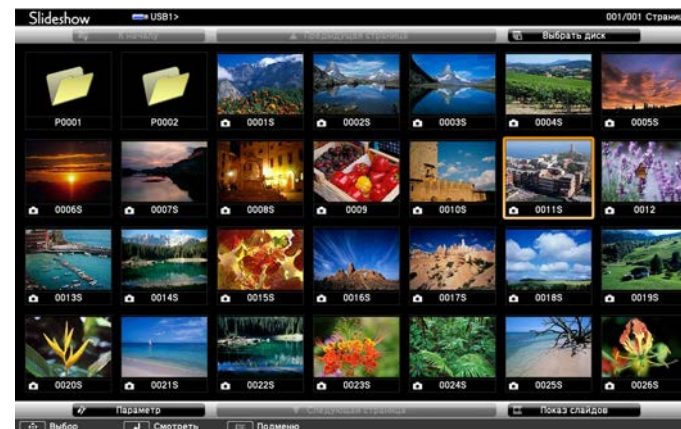 Slideshow USB1> 001/001 Страни
К началу Предыдущая страница Выбрать диск
P0001 P0002 0001S 0002S 0003S 0004S 0005S
0006S 0007S 0008S 0009 0010S 0011S 0012
0013S 0014S 0015S 0016S 0017S 0018S 0019S
0020S 0021S 0022S 0023S 0024S 0025S 0026S
Параметр Следующая страница Показ слайдов
Выбор Смотреть Подменю